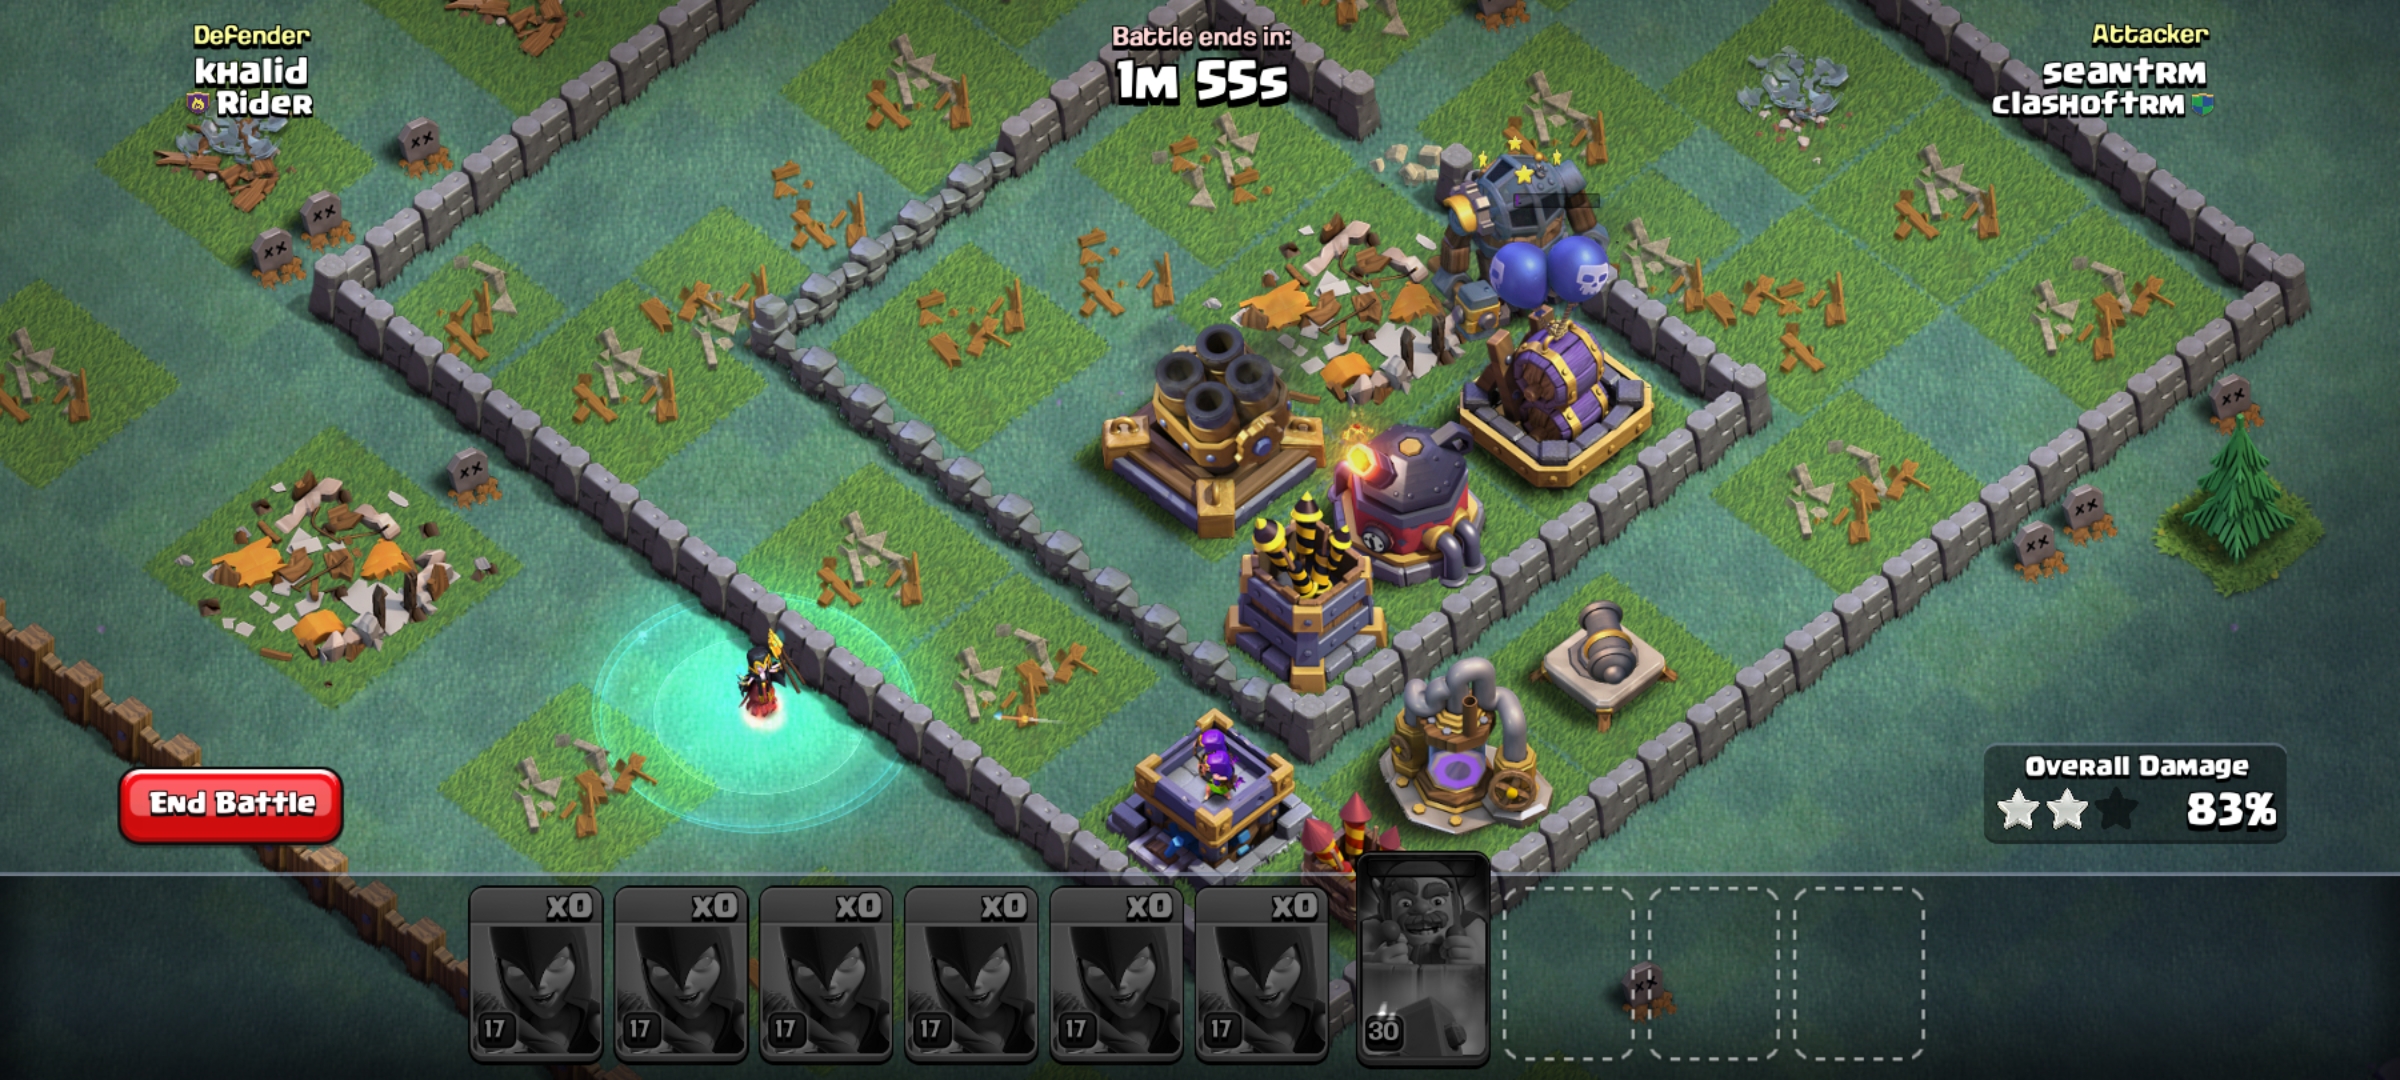 Defender
Battle ends in:
Attacker
kHalid
1M 55s
seantRM
Rider
clashoftRM
End Battle
Overall Damage
83%
x0
x0
x0
x0
x0
x0
17
17
17
17
17
17
30